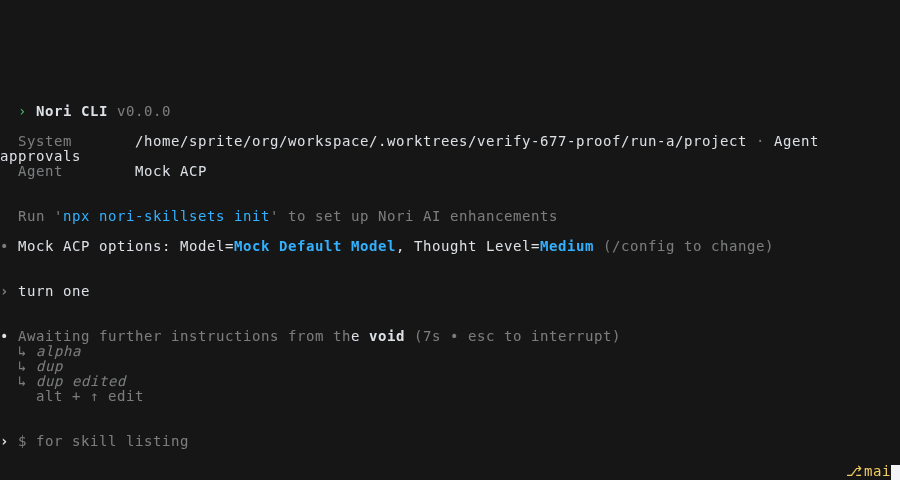 › Nori CLI v0.0.0
System /home/sprite/org/workspace/.worktrees/verify-677-proof/run-a/project · Agent
approvals
Agent Mock ACP
Run 'npx nori-skillsets init' to set up Nori AI enhancements
• Mock ACP options: Model=Mock Default Model, Thought Level=Medium (/config to change)
› turn one
• Awaiting further instructions from the void (7s • esc to interrupt)
↳ alpha
↳ dup
↳ dup edited
alt + ↑ edit
› $ for skill listing
⎇mai